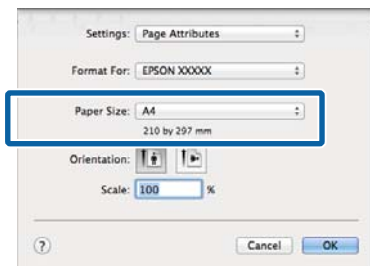 Settings: Page Attributes
Format For: EPSON XXXXX
Paper Size: A4
210 by 297 mm
Orientation:
Scale: 100 %
? Cancel OK